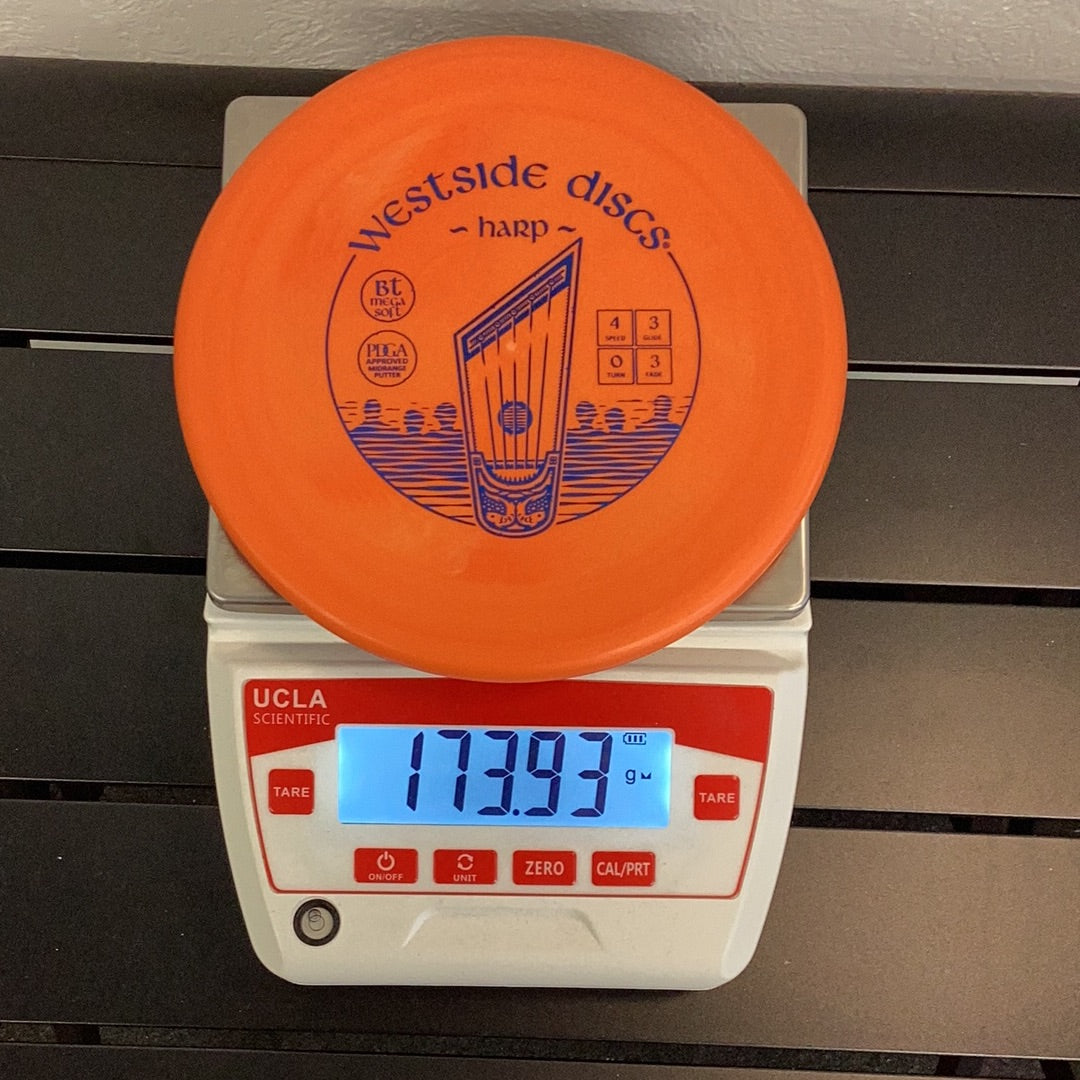 westside discs
~ harp ~
Bt
mega
soft
PDGA
APPROVED
MIDRANGE
PUTTER
4 3
SPEED GLIDE
0 3
TURN FADE
UCLA
SCIENTIFIC
173.93
g
TARE
TARE
ON/OFF
UNIT
ZERO
CAL/PRT